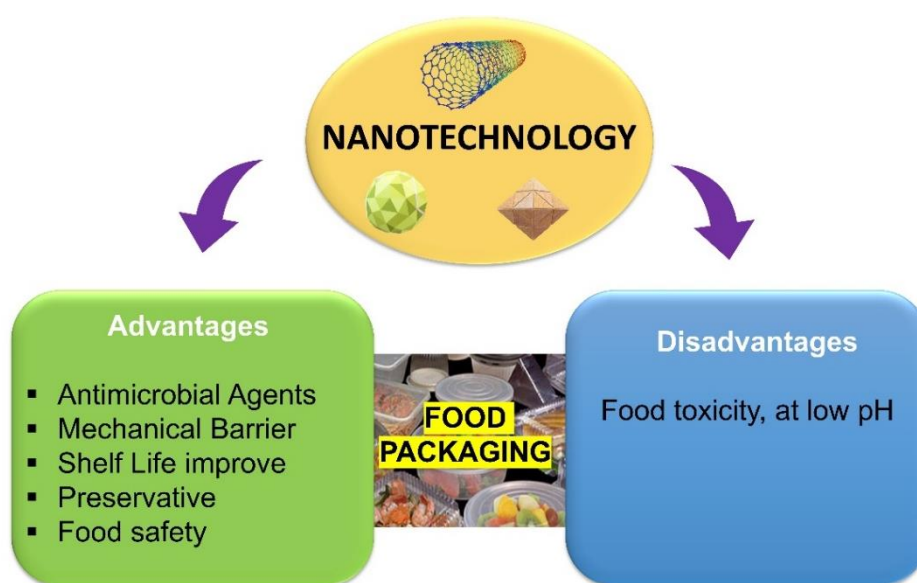 NANOTECHNOLOGY
Advantages
▪ Antimicrobial Agents
▪ Mechanical Barrier
▪ Shelf Life improve
▪ Preservative
▪ Food safety
FOOD
PACKAGING
Disadvantages
Food toxicity, at low pH